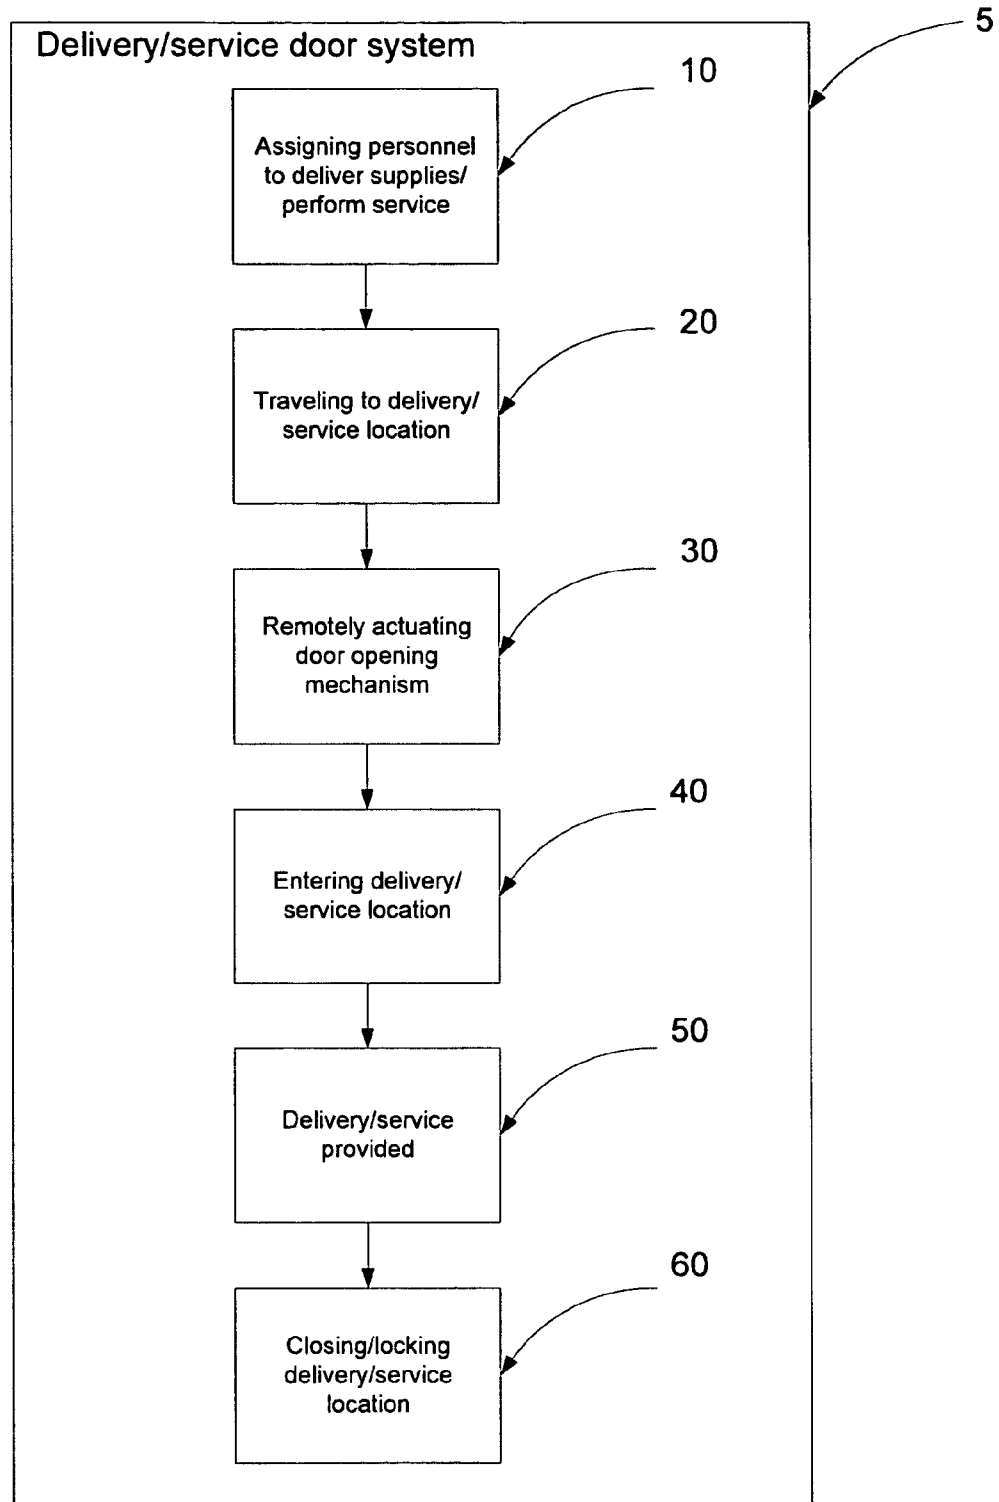 5
Delivery/service door system
10
Assigning personnel
to deliver supplies/
perform service
20
Traveling to delivery/
service location
30
Remotely actuating
door opening
mechanism
40
Entering delivery/
service location
50
Delivery/service
provided
60
Closing/locking
delivery/service
location